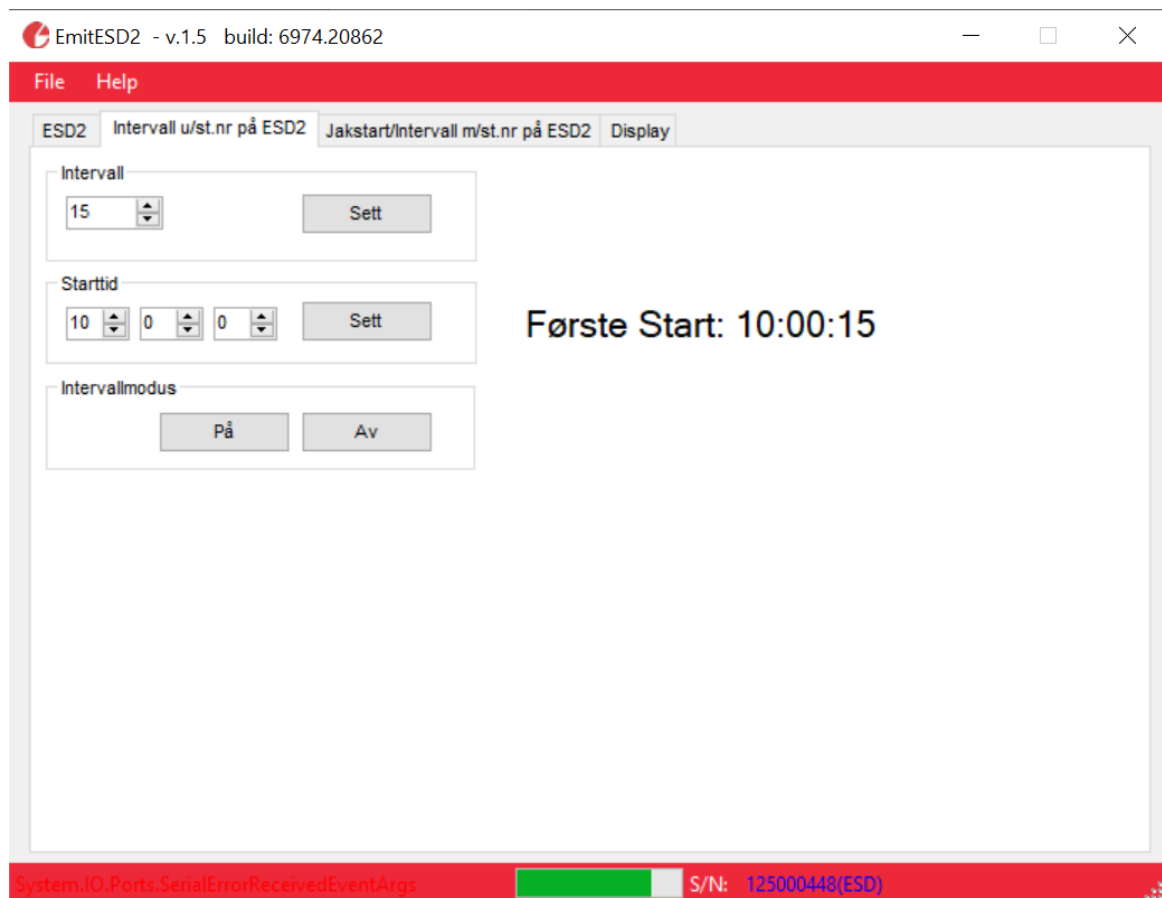 EmitESD2 - v.1.5 build: 6974.20862
File Help
ESD2 Intervall u/st.nr på ESD2 Jakstart/Intervall m/st.nr på ESD2 Display
Intervall
15 Sett
Starttid
10 0 0 Sett
Første Start: 10:00:15
Intervallmodus
På Av
System.IO.Ports.SerialErrorReceivedEventArgs S/N: 125000448(ESD)